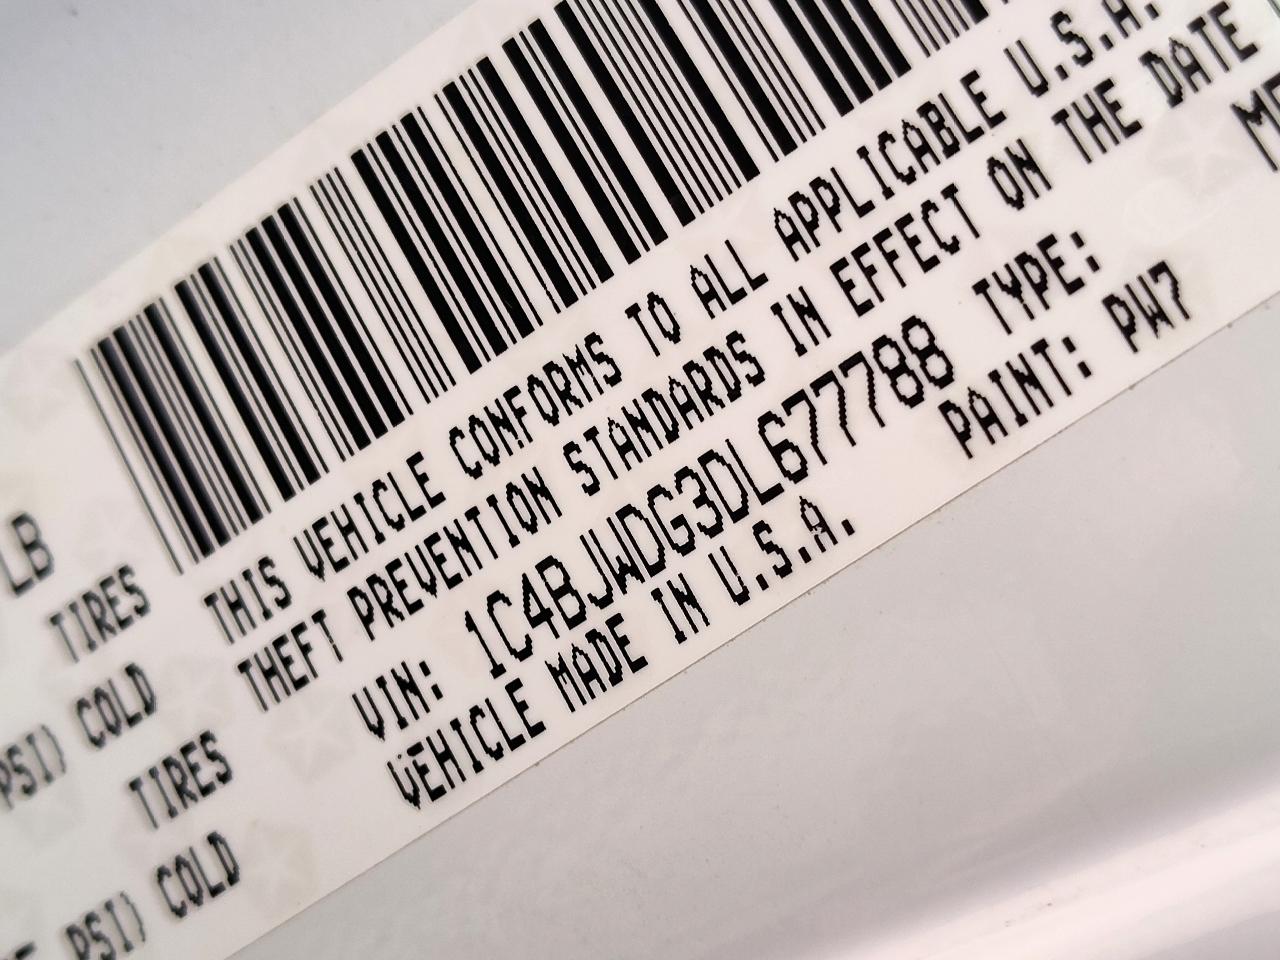 LB
TIRES
PSI) COLD
TIRES
PSI) COLD
THIS VEHICLE CONFORMS TO ALL APPLICABLE U.S.A.
THEFT PREVENTION STANDARDS IN EFFECT ON THE DATE
VIN: 1C4BJWDG3DL677788 TYPE:
VEHICLE MADE IN U.S.A. PAINT: PW7